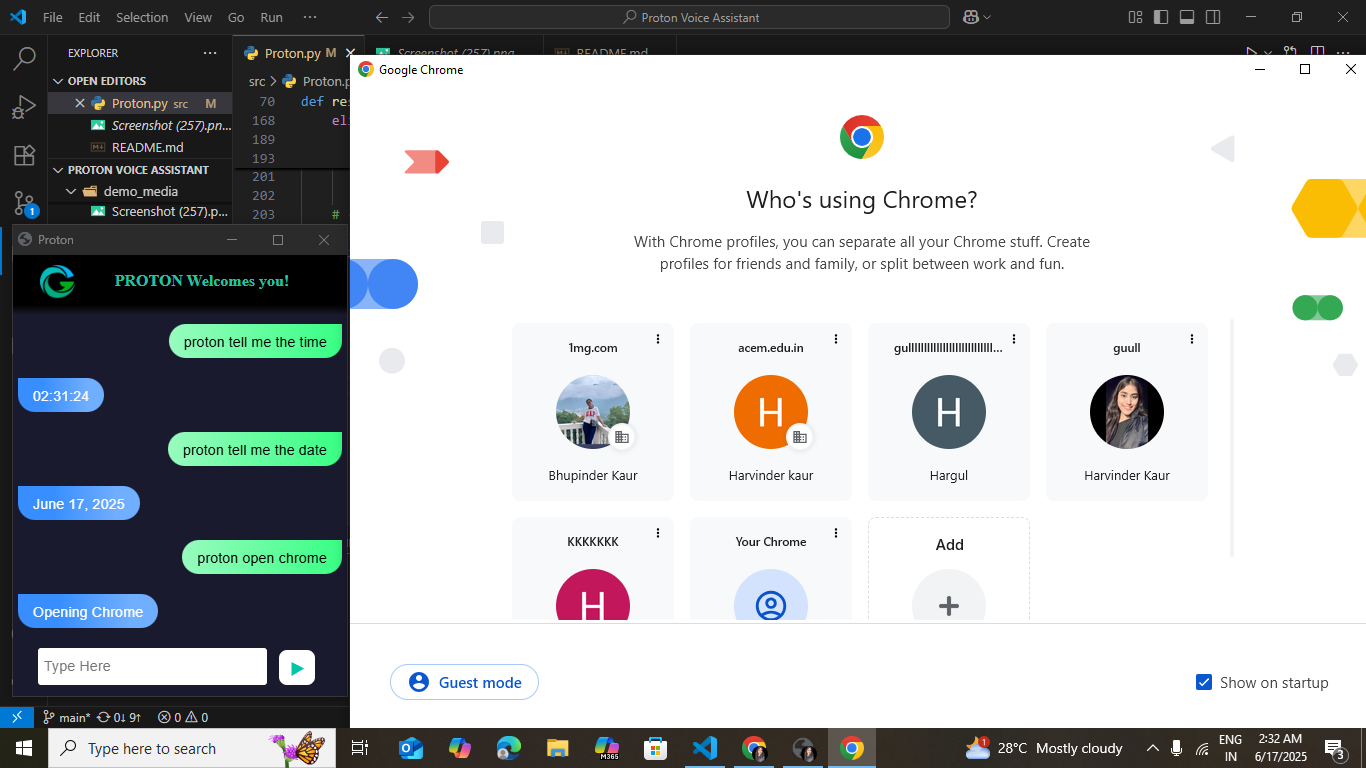 File Edit Selection View Go Run ···
Proton Voice Assistant
EXPLORER
Proton.py M
Screenshot (257).png
README.md
OPEN EDITORS
Proton.py src M
Screenshot (257).pn...
README.md
PROTON VOICE ASSISTANT
demo_media
Screenshot (257).p...
src > Proton.p
70 def re
168 eli
189
193
201
202
203 #
Proton
PROTON Welcomes you!
proton tell me the time
02:31:24
proton tell me the date
June 17, 2025
proton open chrome
Opening Chrome
Type Here
Google Chrome
Who's using Chrome?
With Chrome profiles, you can separate all your Chrome stuff. Create
profiles for friends and family, or split between work and fun.
1mg.com
Bhupinder Kaur
acem.edu.in
H
Harvinder kaur
H
Hargul
guull
Harvinder Kaur
KKKKKKK
H
Your Chrome
Add
Guest mode
Show on startup
main* 0↓ 9↑ 0 0
1
Type here to search
M365
1
28°C Mostly cloudy
ENG
IN
2:32 AM
6/17/2025
3